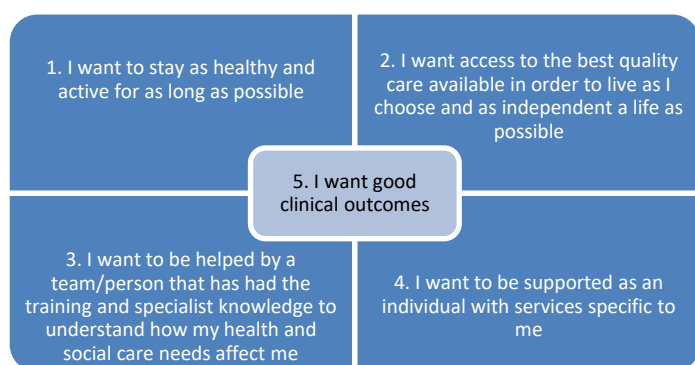 1. I want to stay as healthy and
active for as long as possible
2. I want access to the best quality
care available in order to live as I
choose and as independent a life as
possible
5. I want good
clinical outcomes
3. I want to be helped by a
team/person that has had the
training and specialist knowledge to
understand how my health and
social care needs affect me
4. I want to be supported as an
individual with services specific to
me